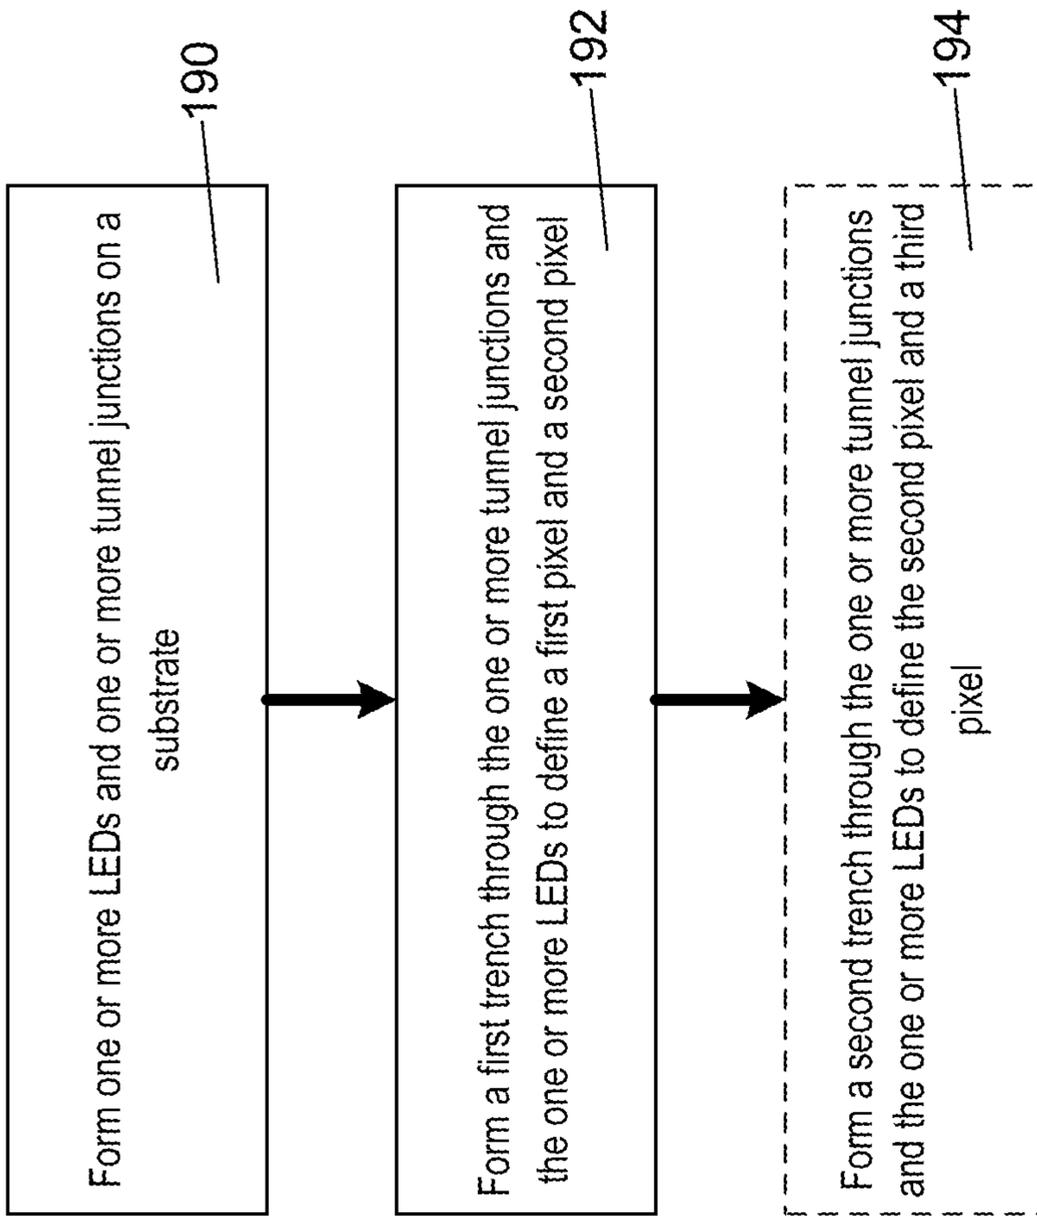 Form one or more LEDs and one or more tunnel junctions on a
substrate
190
Form a first trench through the one or more tunnel junctions and
the one or more LEDs to define a first pixel and a second pixel
192
Form a second trench through the one or more tunnel junctions
and the one or more LEDs to define the second pixel and a third
pixel
194